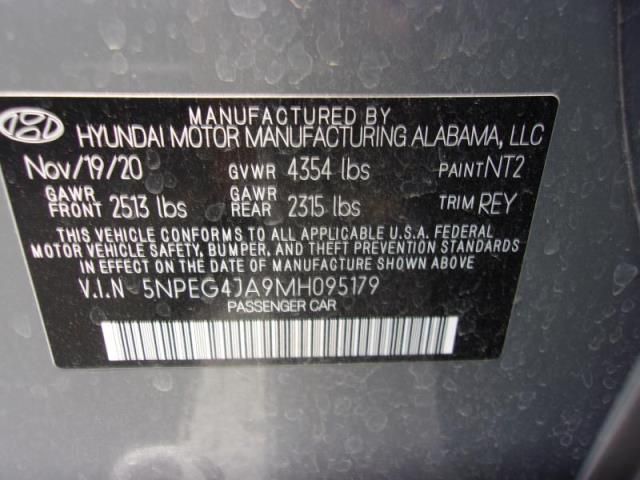 MANUFACTURED BY
HYUNDAI MOTOR MANUFACTURING ALABAMA, LLC
Nov/19/20 GVWR 4354 lbs PAINT NT2
GAWR FRONT 2513 lbs GAWR REAR 2315 lbs TRIM REY
THIS VEHICLE CONFORMS TO ALL APPLICABLE U.S.A. FEDERAL
MOTOR VEHICLE SAFETY, BUMPER, AND THEFT PREVENTION STANDARDS
IN EFFECT ON THE DATE OF MANUFACTURE SHOWN ABOVE.
V.I.N 5NPEG4JA9MH095179
PASSENGER CAR